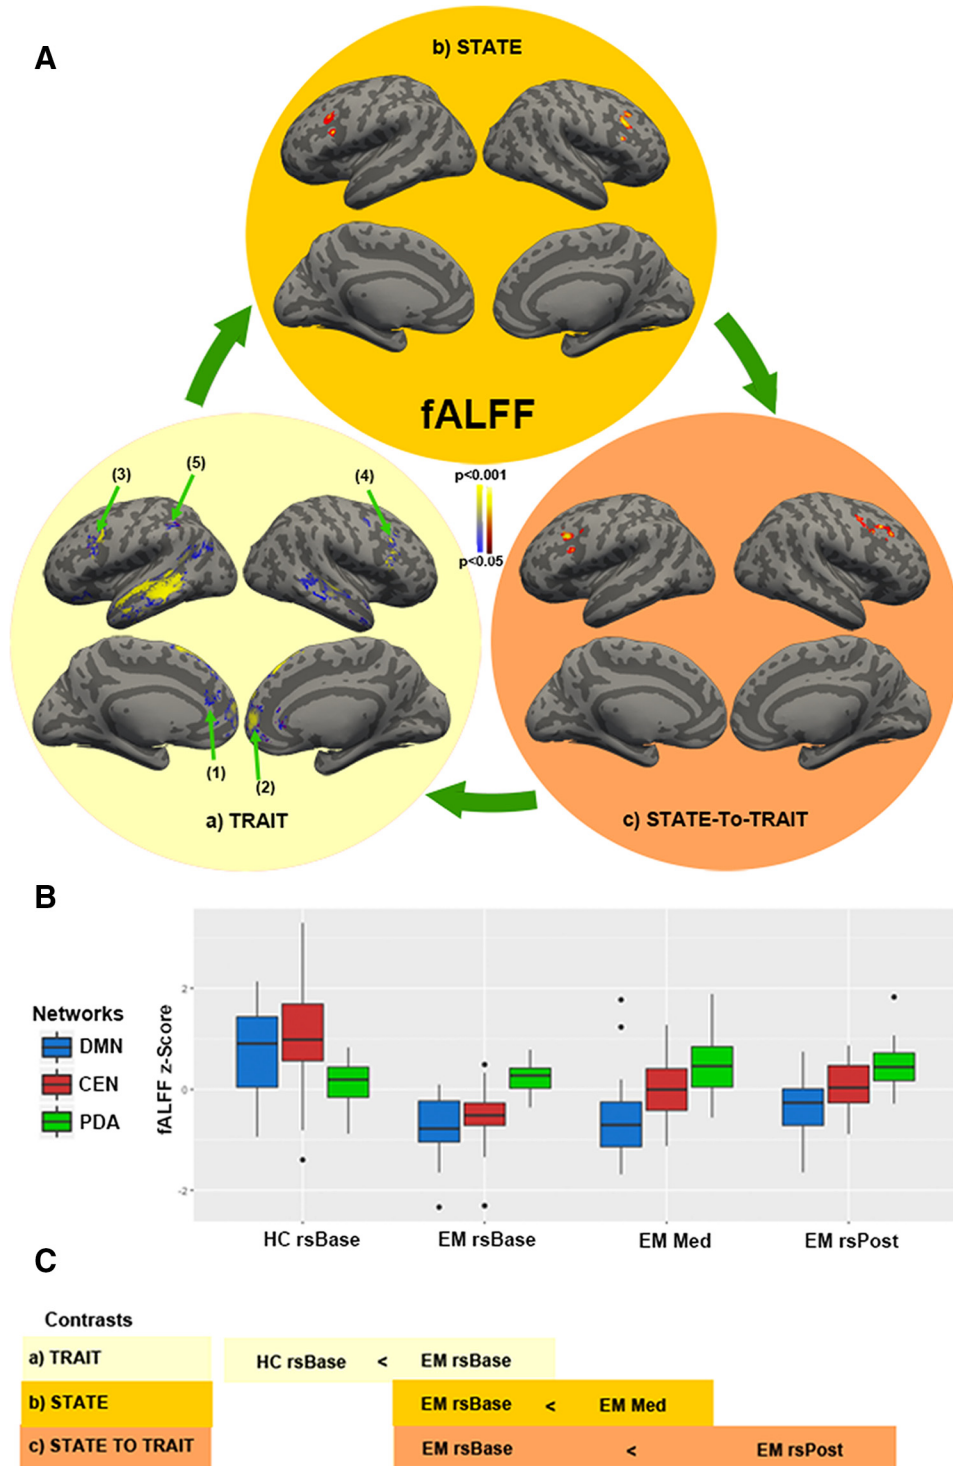 A
b) STATE
fALFF
(3)
(5)
(4)
p<0.001
p<0.05
(1)
(2)
a) TRAIT
c) STATE-To-TRAIT
B
Networks
DMN
CEN
PDA
fALFF z-Score
2
0
-2
HC rsBase
EM rsBase
EM Med
EM rsPost
C
Contrasts
a) TRAIT HC rsBase < EM rsBase
b) STATE EM rsBase < EM Med
c) STATE TO TRAIT EM rsBase < EM rsPost